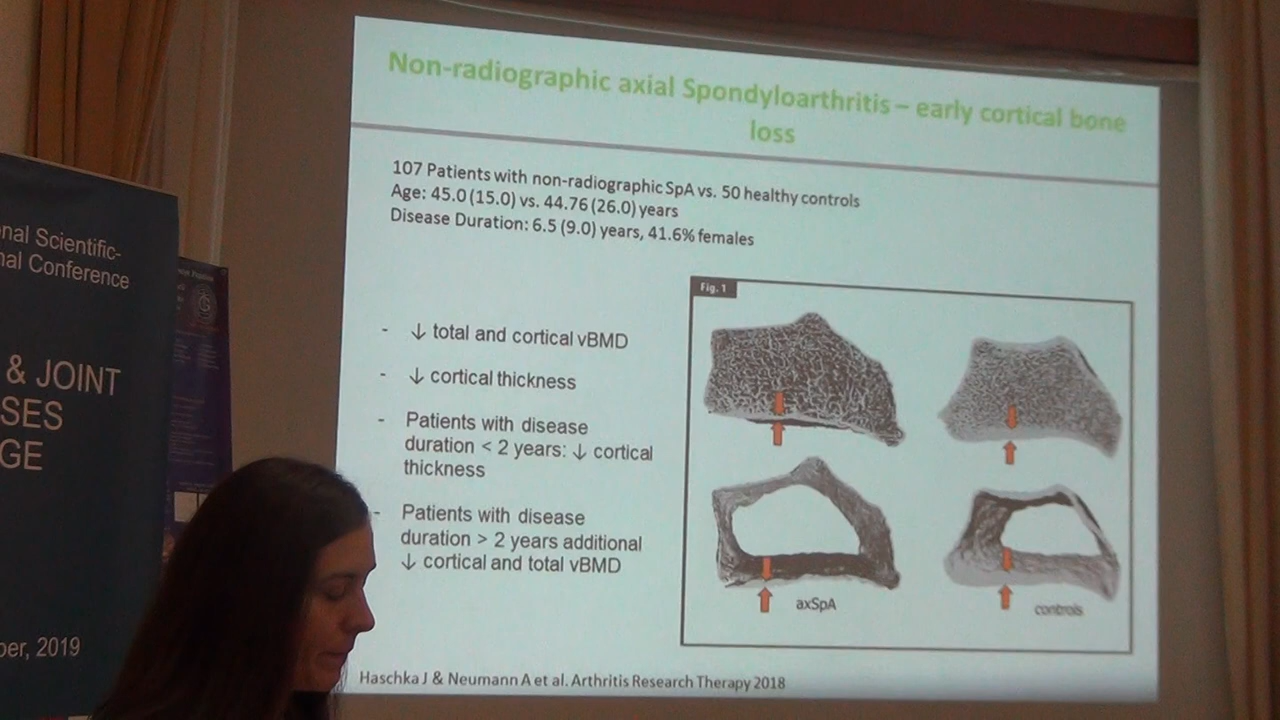 Non-radiographic axial Spondyloarthritis – early cortical bone
loss
107 Patients with non-radiographic SpA vs. 50 healthy controls
Age: 45.0 (15.0) vs. 44.76 (26.0) years
Disease Duration: 6.5 (9.0) years, 41.6% females
- ↓ total and cortical vBMD
- ↓ cortical thickness
- Patients with disease
duration < 2 years: ↓ cortical
thickness
- Patients with disease
duration > 2 years additional
↓ cortical and total vBMD
Fig. 1
axSpA
controls
Haschka J & Neumann A et al. Arthritis Research Therapy 2018
nal Scientific-
nal Conference
& JOINT
SES
GE
ber, 2019